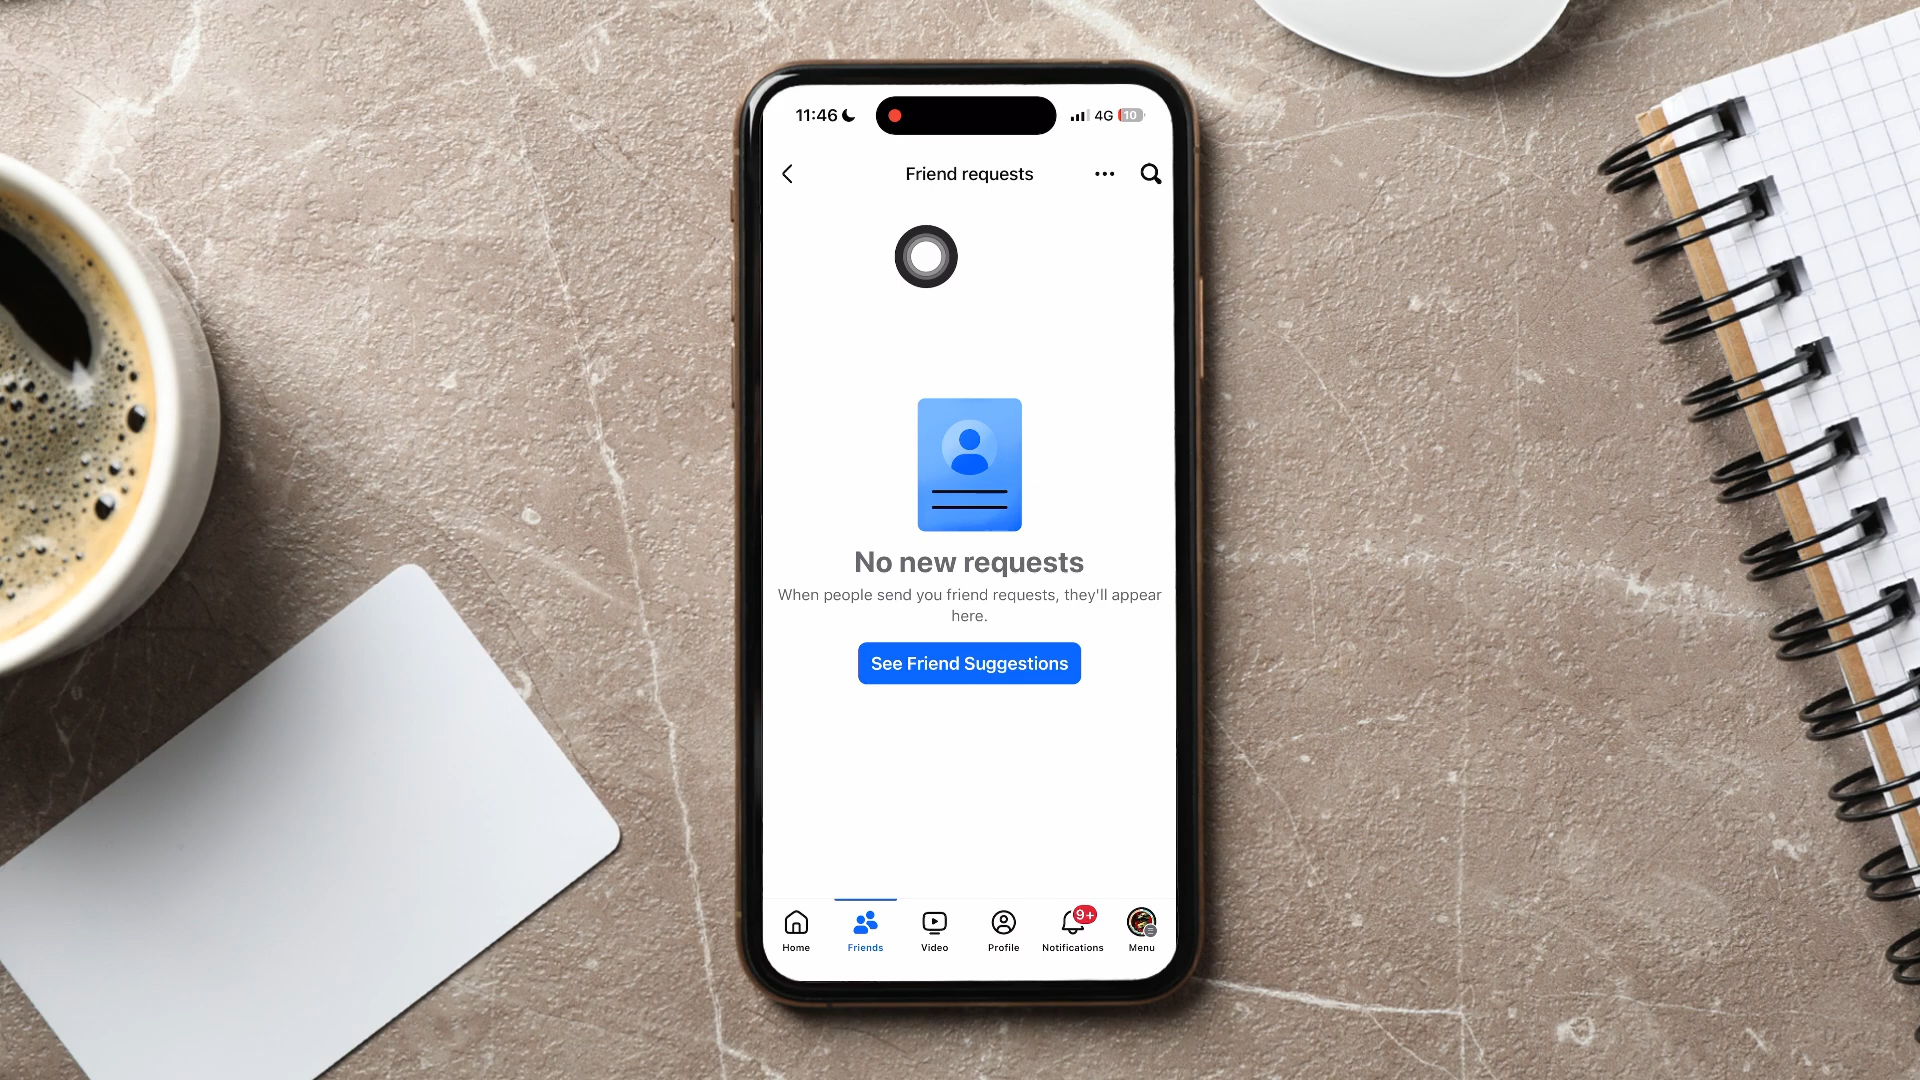 11:46
4G
10
Friend requests
No new requests
When people send you friend requests, they'll appear
here.
See Friend Suggestions
9+
Home
Friends
Video
Profile
Notifications
Menu